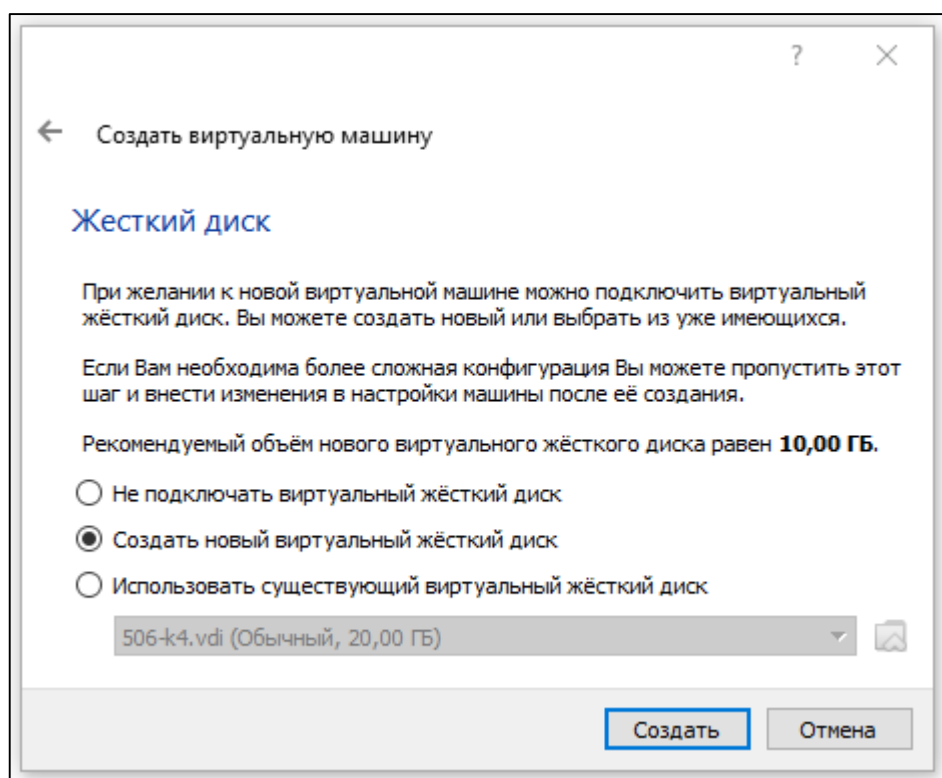 ?
Создать виртуальную машину
Жесткий диск
При желании к новой виртуальной машине можно подключить виртуальный
жёсткий диск. Вы можете создать новый или выбрать из уже имеющихся.
Если Вам необходима более сложная конфигурация Вы можете пропустить этот
шаг и внести изменения в настройки машины после её создания.
Рекомендуемый объём нового виртуального жёсткого диска равен 10,00 ГБ.
Не подключать виртуальный жёсткий диск
Создать новый виртуальный жёсткий диск
Использовать существующий виртуальный жёсткий диск
506-k4.vdi (Обычный, 20,00 ГБ)
Создать Отмена